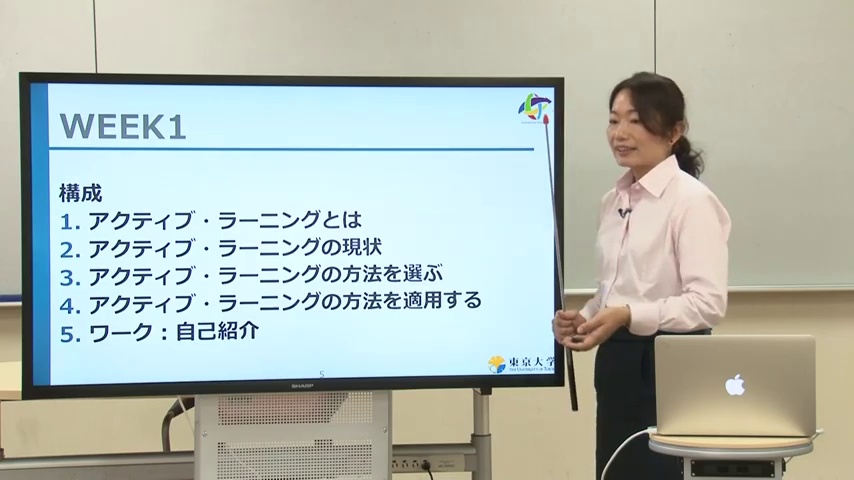 WEEK1
構成
1. アクティブ・ラーニングとは
2. アクティブ・ラーニングの現状
3. アクティブ・ラーニングの方法を選ぶ
4. アクティブ・ラーニングの方法を適用する
5. ワーク：自己紹介
5
東京大学
SHARP